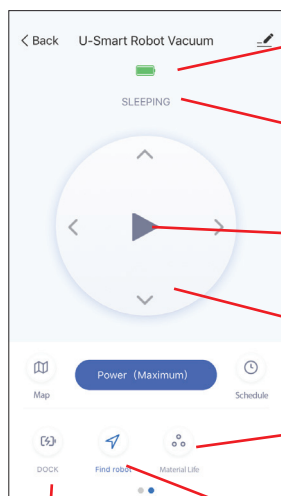 Back U-Smart Robot Vacuum
SLEEPING
Power (Maximum)
Map Schedule
DOCK Find robot Material Life